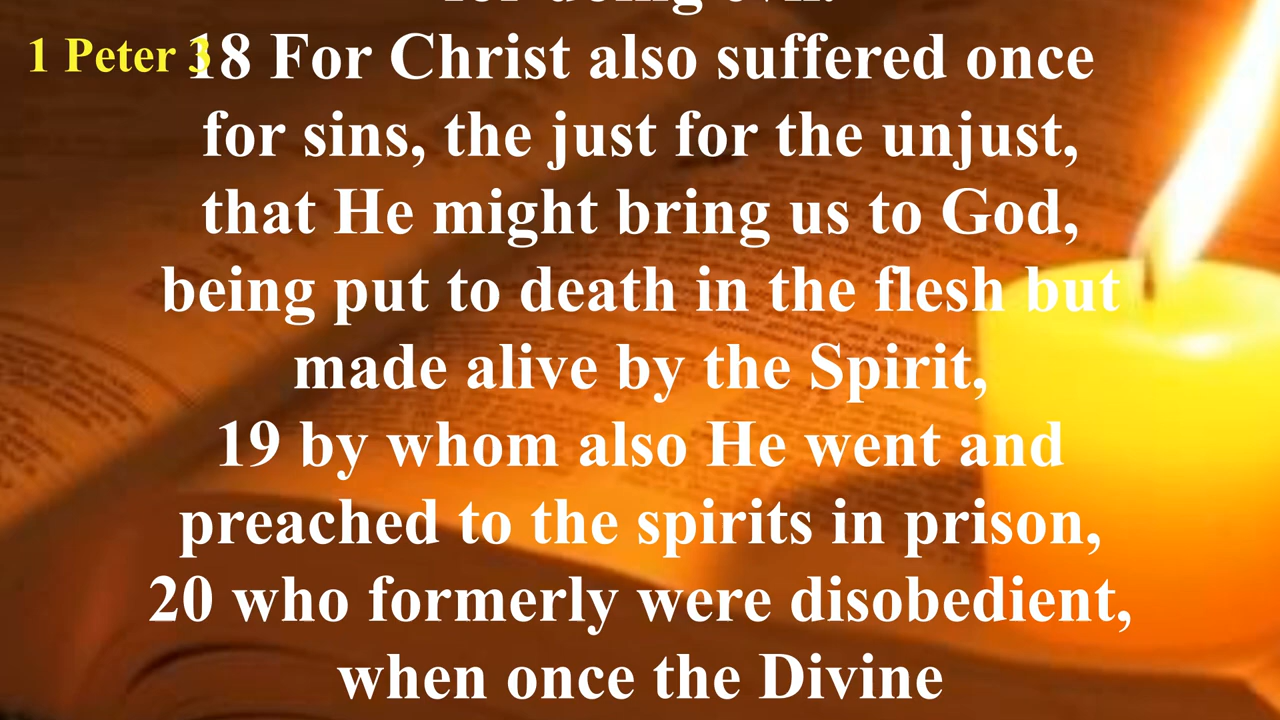 for doing evil.
1 Peter 3
18 For Christ also suffered once
for sins, the just for the unjust,
that He might bring us to God,
being put to death in the flesh but
made alive by the Spirit,
19 by whom also He went and
preached to the spirits in prison,
20 who formerly were disobedient,
when once the Divine